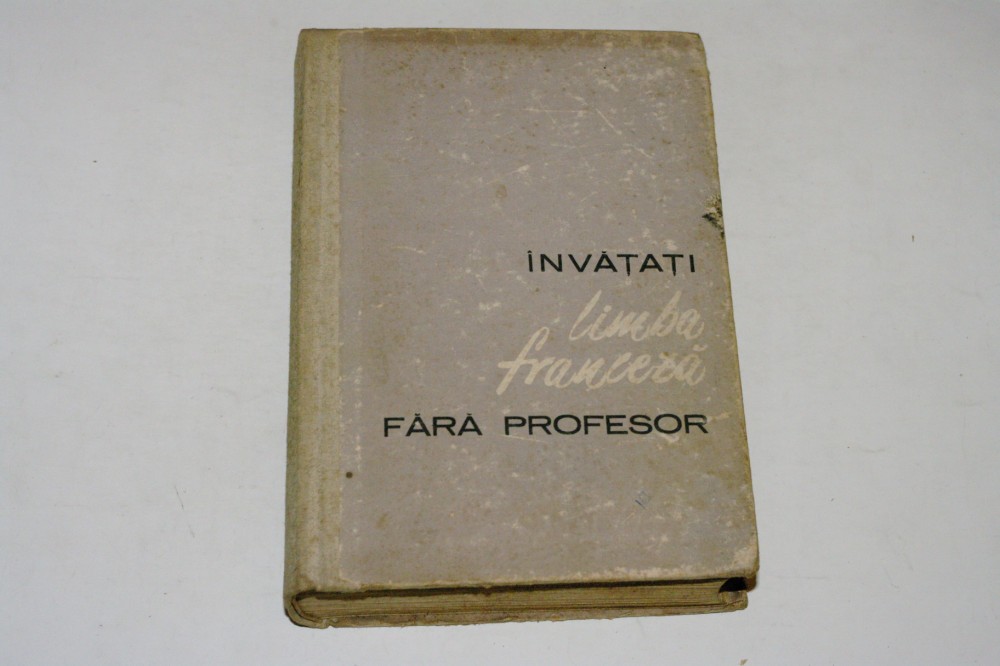 ÎNVĂȚAȚI
limba
franceză
FĂRĂ PROFESOR